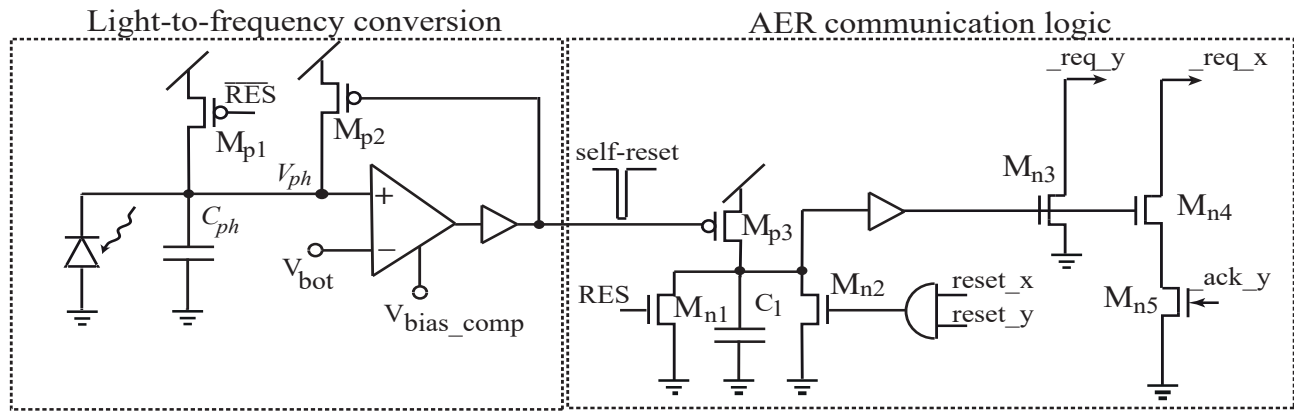 Light-to-frequency conversion
AER communication logic
_req_y
_req_x
RES
M_p1
M_p2
self-reset
M_n3
V_ph
+
M_p3
M_n4
C_ph
−
V_bot
RES
M_n1
C_1
M_n2
reset_x
reset_y
M_n5
_ack_y
V_bias_comp